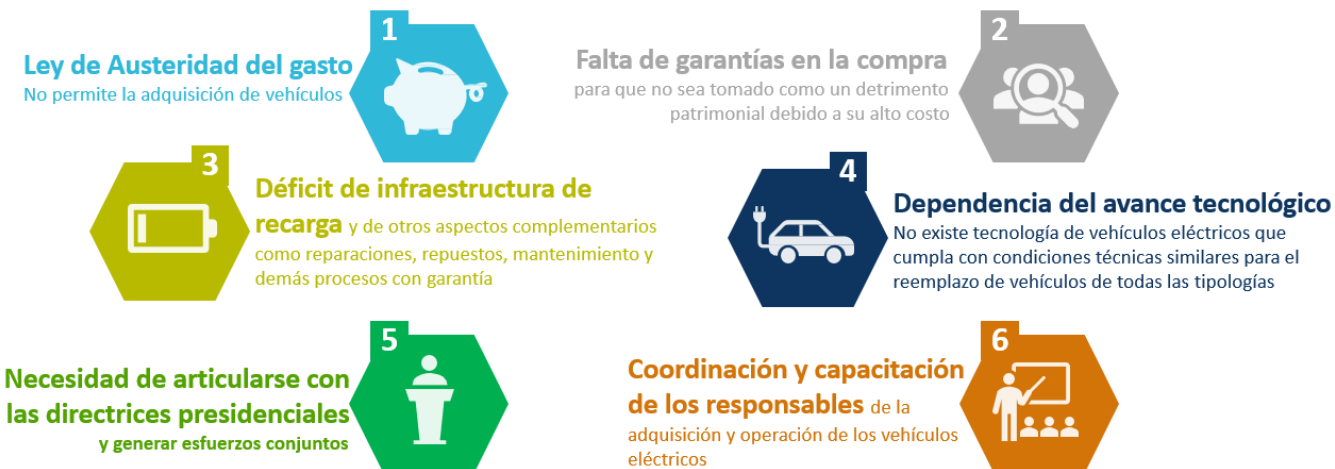 1
Ley de Austeridad del gasto
No permite la adquisición de vehículos
2
Falta de garantías en la compra
para que no sea tomado como un detrimento
patrimonial debido a su alto costo
3
Déficit de infraestructura de
recarga y de otros aspectos complementarios
como reparaciones, repuestos, mantenimiento y
demás procesos con garantía
4
Dependencia del avance tecnológico
No existe tecnología de vehículos eléctricos que
cumpla con condiciones técnicas similares para el
reemplazo de vehículos de todas las tipologías
5
Necesidad de articularse con
las directrices presidenciales
y generar esfuerzos conjuntos
6
Coordinación y capacitación
de los responsables de la
adquisición y operación de los vehículos
eléctricos